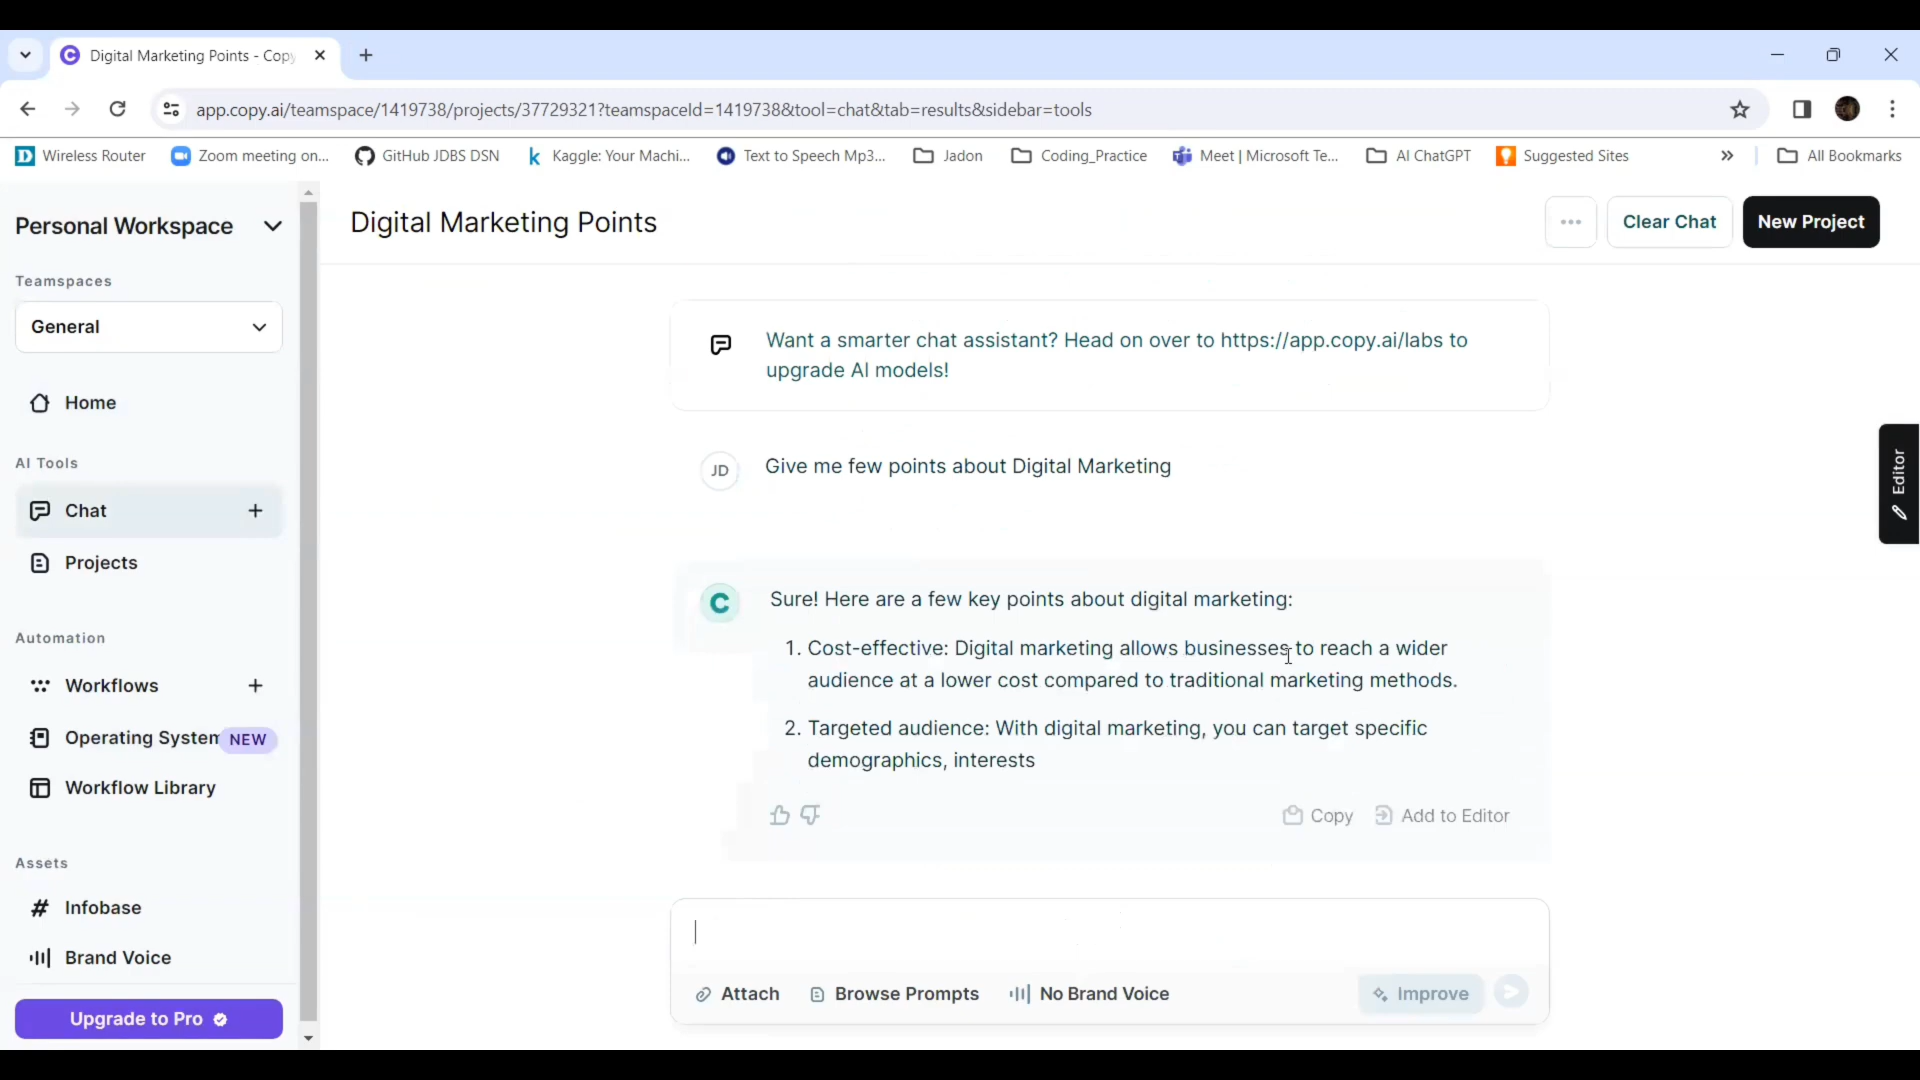 Digital Marketing Points - Copy
app.copy.ai/teamspace/1419738/projects/37729321?teamspaceId=1419738&tool=chat&tab=results&sidebar=tools
Wireless Router
Zoom meeting on...
GitHub JDBS DSN
Kaggle: Your Machi...
Text to Speech Mp3...
Jadon
Coding_Practice
Meet | Microsoft Te...
AI ChatGPT
Suggested Sites
All Bookmarks
Personal Workspace
Digital Marketing Points
...
Clear Chat
New Project
Teamspaces
General
Home
AI Tools
Chat
Projects
Automation
Workflows
Operating System NEW
Workflow Library
Assets
Infobase
Brand Voice
Upgrade to Pro
Want a smarter chat assistant? Head on over to https://app.copy.ai/labs to
upgrade AI models!
JD
Give me few points about Digital Marketing
C
Sure! Here are a few key points about digital marketing:
1. Cost-effective: Digital marketing allows businesses to reach a wider
audience at a lower cost compared to traditional marketing methods.
2. Targeted audience: With digital marketing, you can target specific
demographics, interests
Copy
Add to Editor
Attach
Browse Prompts
No Brand Voice
Improve
Editor